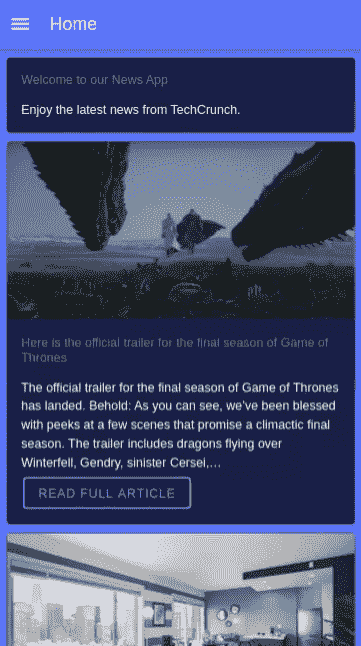 Home
Welcome to our News App
Enjoy the latest news from TechCrunch.
Here is the official trailer for the final season of Game of
Thrones
The official trailer for the final season of Game of Thrones
has landed. Behold: As you can see, we've been blessed
with peeks at a few scenes that promise a climactic final
season. The trailer includes dragons flying over
Winterfell, Gendry, sinister Cersei,…
READ FULL ARTICLE